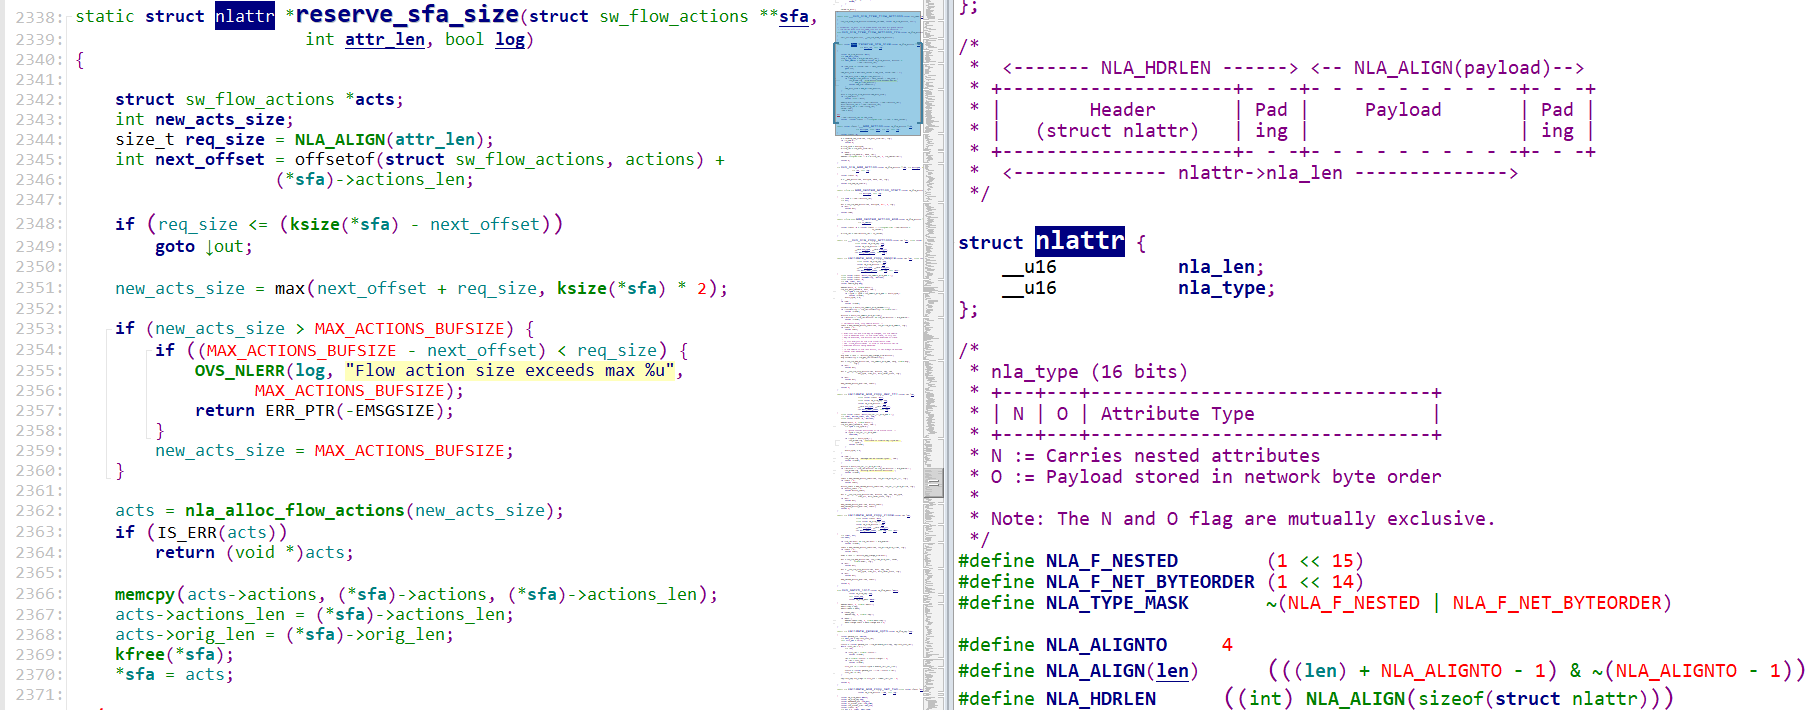 2338: static struct nlattr *reserve_sfa_size(struct sw_flow_actions **sfa,
2339: int attr_len, bool log)
2340: {
2341:
2342: struct sw_flow_actions *acts;
2343: int new_acts_size;
2344: size_t req_size = NLA_ALIGN(attr_len);
2345: int next_offset = offsetof(struct sw_flow_actions, actions) +
2346: (*sfa)->actions_len;
2347:
2348: if (req_size <= (ksize(*sfa) - next_offset))
2349: goto ↓out;
2350:
2351: new_acts_size = max(next_offset + req_size, ksize(*sfa) * 2);
2352:
2353: if (new_acts_size > MAX_ACTIONS_BUFSIZE) {
2354: if ((MAX_ACTIONS_BUFSIZE - next_offset) < req_size) {
2355: OVS_NLERR(log, "Flow action size exceeds max %u",
2356: MAX_ACTIONS_BUFSIZE);
2357: return ERR_PTR(-EMSGSIZE);
2358: }
2359: new_acts_size = MAX_ACTIONS_BUFSIZE;
2360: }
2361:
2362: acts = nla_alloc_flow_actions(new_acts_size);
2363: if (IS_ERR(acts))
2364: return (void *)acts;
2365:
2366: memcpy(acts->actions, (*sfa)->actions, (*sfa)->actions_len);
2367: acts->actions_len = (*sfa)->actions_len;
2368: acts->orig_len = (*sfa)->orig_len;
2369: kfree(*sfa);
2370: *sfa = acts;
2371:
};
/*
* <------- NLA_HDRLEN ------> <-- NLA_ALIGN(payload)-->
* +---------------------+- - -+- - - - - - - - - -+- - -+
* | Header | Pad | Payload | Pad |
* | (struct nlattr) | ing | | ing |
* +---------------------+- - -+- - - - - - - - - -+- - -+
* <-------------- nlattr->nla_len -------------->
*/
struct nlattr {
__u16 nla_len;
__u16 nla_type;
};
/*
* nla_type (16 bits)
* +---+---+-------------------------------+
* | N | O | Attribute Type |
* +---+---+-------------------------------+
* N := Carries nested attributes
* O := Payload stored in network byte order
*
* Note: The N and O flag are mutually exclusive.
*/
#define NLA_F_NESTED (1 << 15)
#define NLA_F_NET_BYTEORDER (1 << 14)
#define NLA_TYPE_MASK ~(NLA_F_NESTED | NLA_F_NET_BYTEORDER)
#define NLA_ALIGNTO 4
#define NLA_ALIGN(len) (((len) + NLA_ALIGNTO - 1) & ~(NLA_ALIGNTO - 1))
#define NLA_HDRLEN ((int) NLA_ALIGN(sizeof(struct nlattr)))